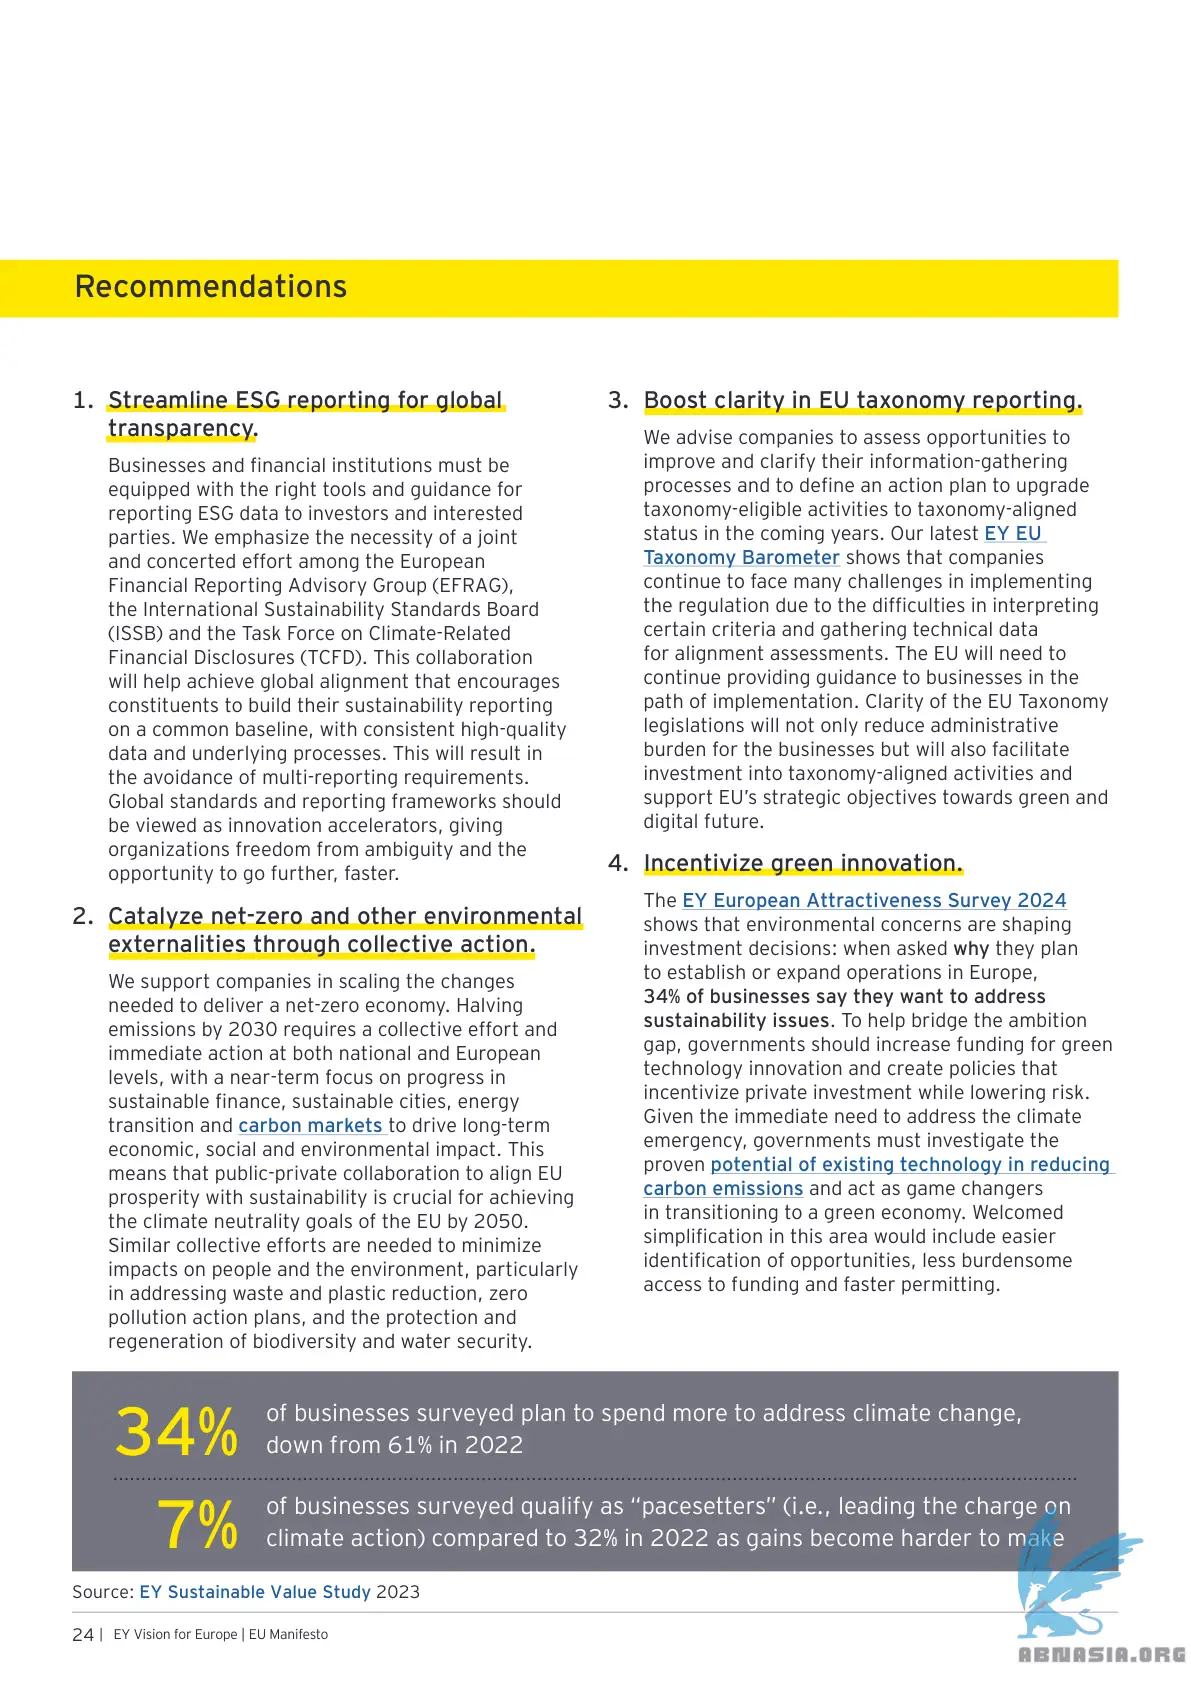 Recommendations
1. Streamline ESG reporting for global
transparency.
Businesses and financial institutions must be
equipped with the right tools and guidance for
reporting ESG data to investors and interested
parties. We emphasize the necessity of a joint
and concerted effort among the European
Financial Reporting Advisory Group (EFRAG),
the International Sustainability Standards Board
(ISSB) and the Task Force on Climate-Related
Financial Disclosures (TCFD). This collaboration
will help achieve global alignment that encourages
constituents to build their sustainability reporting
on a common baseline, with consistent high-quality
data and underlying processes. This will result in
the avoidance of multi-reporting requirements.
Global standards and reporting frameworks should
be viewed as innovation accelerators, giving
organizations freedom from ambiguity and the
opportunity to go further, faster.
2. Catalyze net-zero and other environmental
externalities through collective action.
We support companies in scaling the changes
needed to deliver a net-zero economy. Halving
emissions by 2030 requires a collective effort and
immediate action at both national and European
levels, with a near-term focus on progress in
sustainable finance, sustainable cities, energy
transition and carbon markets to drive long-term
economic, social and environmental impact. This
means that public-private collaboration to align EU
prosperity with sustainability is crucial for achieving
the climate neutrality goals of the EU by 2050.
Similar collective efforts are needed to minimize
impacts on people and the environment, particularly
in addressing waste and plastic reduction, zero
pollution action plans, and the protection and
regeneration of biodiversity and water security.
3. Boost clarity in EU taxonomy reporting.
We advise companies to assess opportunities to
improve and clarify their information-gathering
processes and to define an action plan to upgrade
taxonomy-eligible activities to taxonomy-aligned
status in the coming years. Our latest EY EU
Taxonomy Barometer shows that companies
continue to face many challenges in implementing
the regulation due to the difficulties in interpreting
certain criteria and gathering technical data
for alignment assessments. The EU will need to
continue providing guidance to businesses in the
path of implementation. Clarity of the EU Taxonomy
legislations will not only reduce administrative
burden for the businesses but will also facilitate
investment into taxonomy-aligned activities and
support EU’s strategic objectives towards green and
digital future.
4. Incentivize green innovation.
The EY European Attractiveness Survey 2024
shows that environmental concerns are shaping
investment decisions: when asked why they plan
to establish or expand operations in Europe,
34% of businesses say they want to address
sustainability issues. To help bridge the ambition
gap, governments should increase funding for green
technology innovation and create policies that
incentivize private investment while lowering risk.
Given the immediate need to address the climate
emergency, governments must investigate the
proven potential of existing technology in reducing
carbon emissions and act as game changers
in transitioning to a green economy. Welcomed
simplification in this area would include easier
identification of opportunities, less burdensome
access to funding and faster permitting.
34% of businesses surveyed plan to spend more to address climate change,
down from 61% in 2022
7% of businesses surveyed qualify as “pacesetters” (i.e., leading the charge on
climate action) compared to 32% in 2022 as gains become harder to make
Source: EY Sustainable Value Study 2023
24 | EY Vision for Europe | EU Manifesto
ABNASIA.ORG